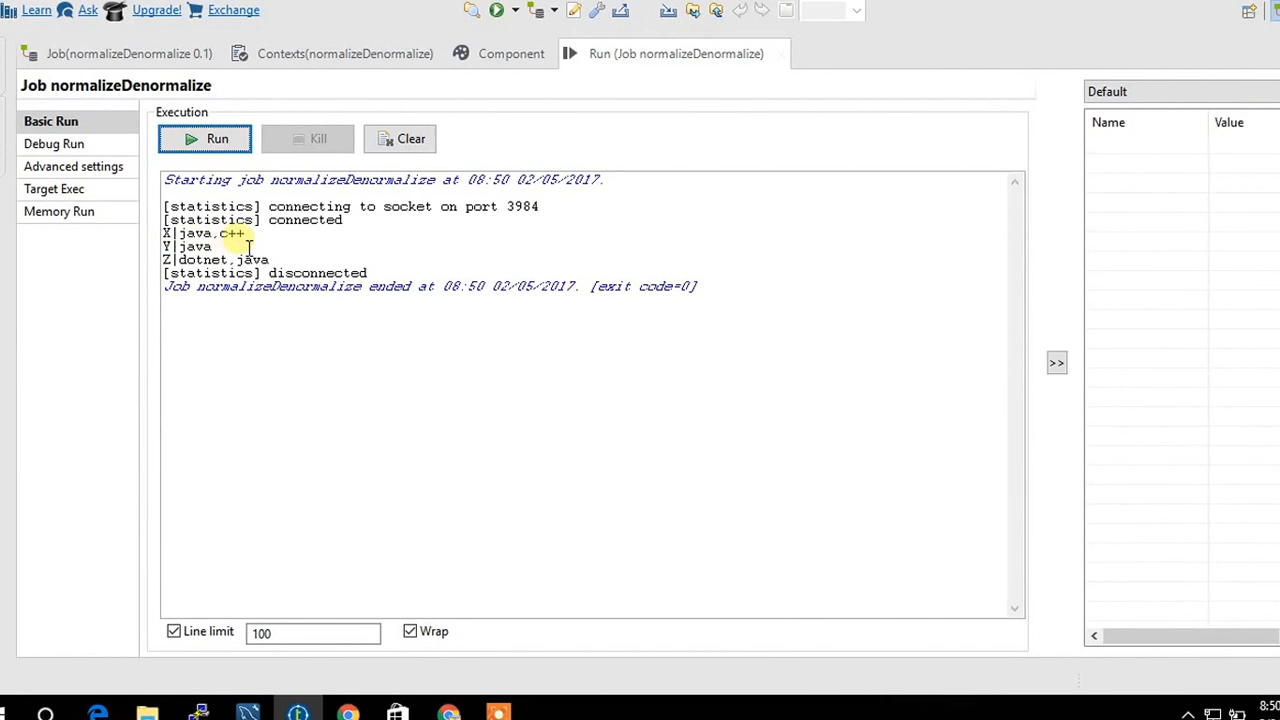 Learn Ask Upgrade! Exchange
Job(normalizeDenormalize 0.1) Contexts(normalizeDenormalize) Component Run (Job normalizeDenormalize)
Job normalizeDenormalize
Default
Execution
Basic Run
Debug Run
Advanced settings
Target Exec
Memory Run
Run Kill Clear
Name Value
Starting job normalizeDenormalize at 08:50 02/05/2017.
[statistics] connecting to socket on port 3984
[statistics] connected
X|java,c++
Y|java
Z|dotnet,java
[statistics] disconnected
Job normalizeDenormalize ended at 08:50 02/05/2017. [exit code=0]
>>
Line limit 100 Wrap
8:50